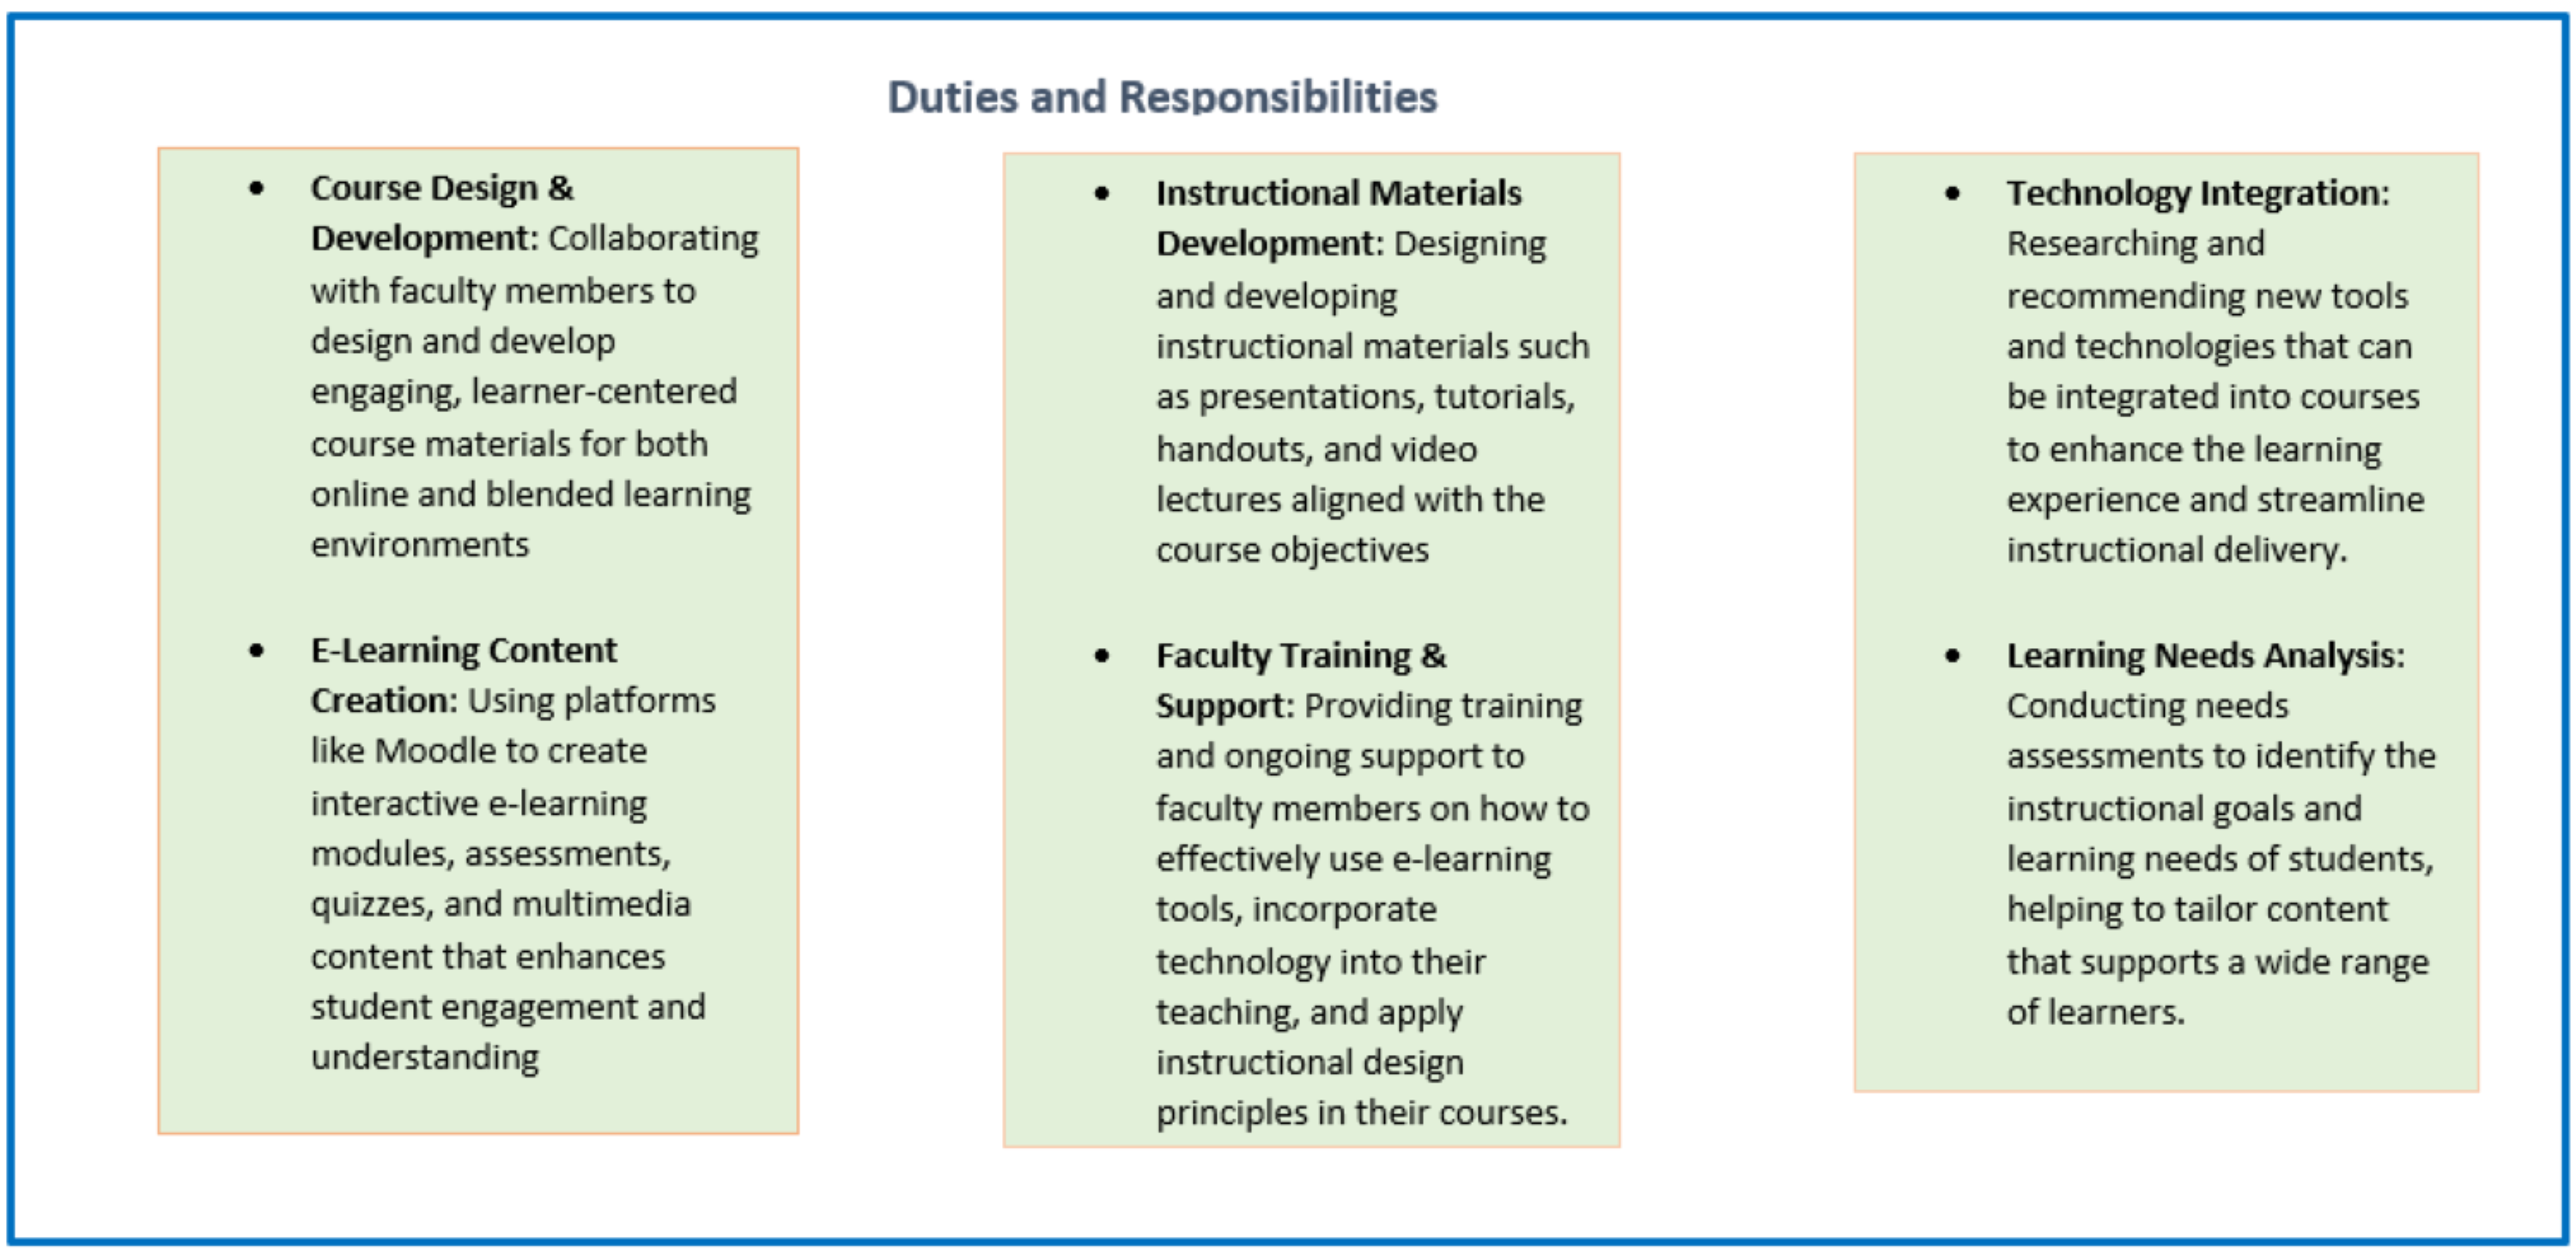 Duties and Responsibilities
• Course Design &
Development: Collaborating
with faculty members to
design and develop
engaging, learner-centered
course materials for both
online and blended learning
environments
• E-Learning Content
Creation: Using platforms
like Moodle to create
interactive e-learning
modules, assessments,
quizzes, and multimedia
content that enhances
student engagement and
understanding
• Instructional Materials
Development: Designing
and developing
instructional materials such
as presentations, tutorials,
handouts, and video
lectures aligned with the
course objectives
• Faculty Training &
Support: Providing training
and ongoing support to
faculty members on how to
effectively use e-learning
tools, incorporate
technology into their
teaching, and apply
instructional design
principles in their courses.
• Technology Integration:
Researching and
recommending new tools
and technologies that can
be integrated into courses
to enhance the learning
experience and streamline
instructional delivery.
• Learning Needs Analysis:
Conducting needs
assessments to identify the
instructional goals and
learning needs of students,
helping to tailor content
that supports a wide range
of learners.